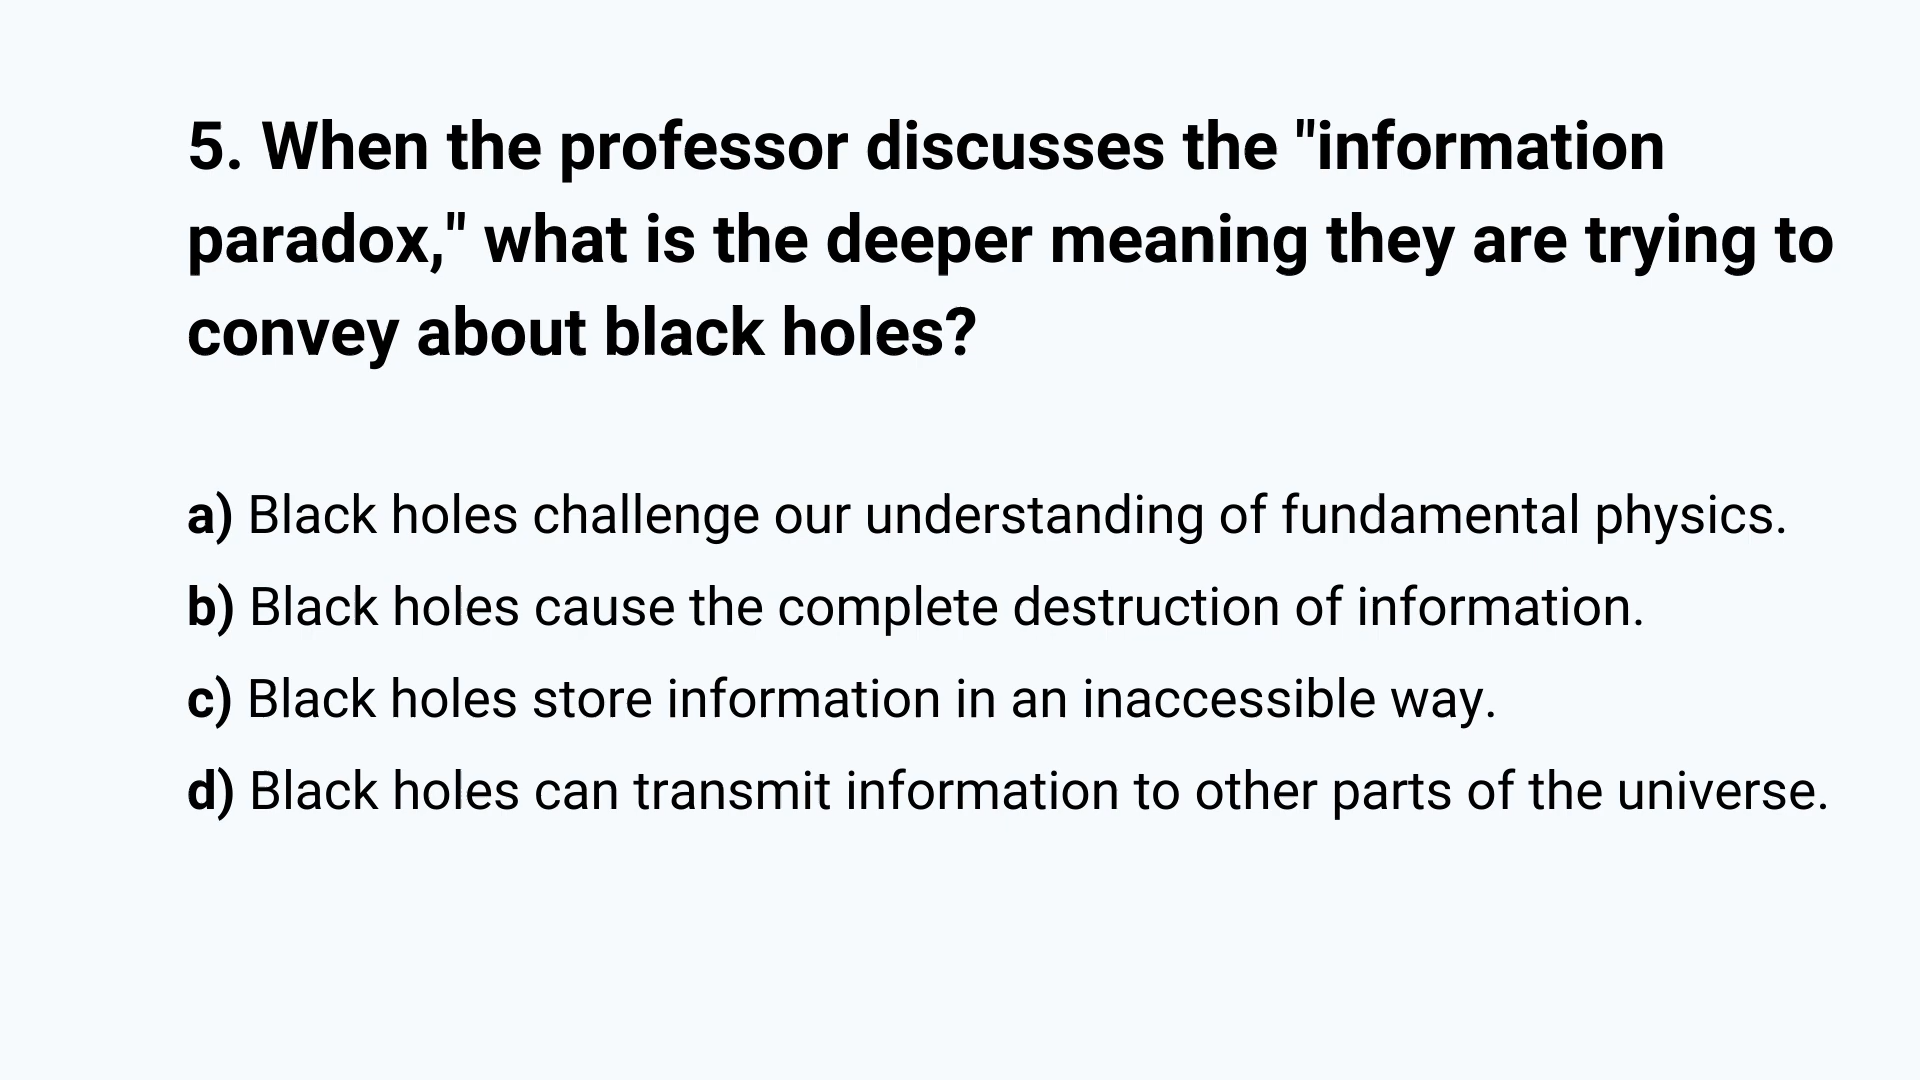 5. When the professor discusses the "information
paradox," what is the deeper meaning they are trying to
convey about black holes?
a) Black holes challenge our understanding of fundamental physics.
b) Black holes cause the complete destruction of information.
c) Black holes store information in an inaccessible way.
d) Black holes can transmit information to other parts of the universe.